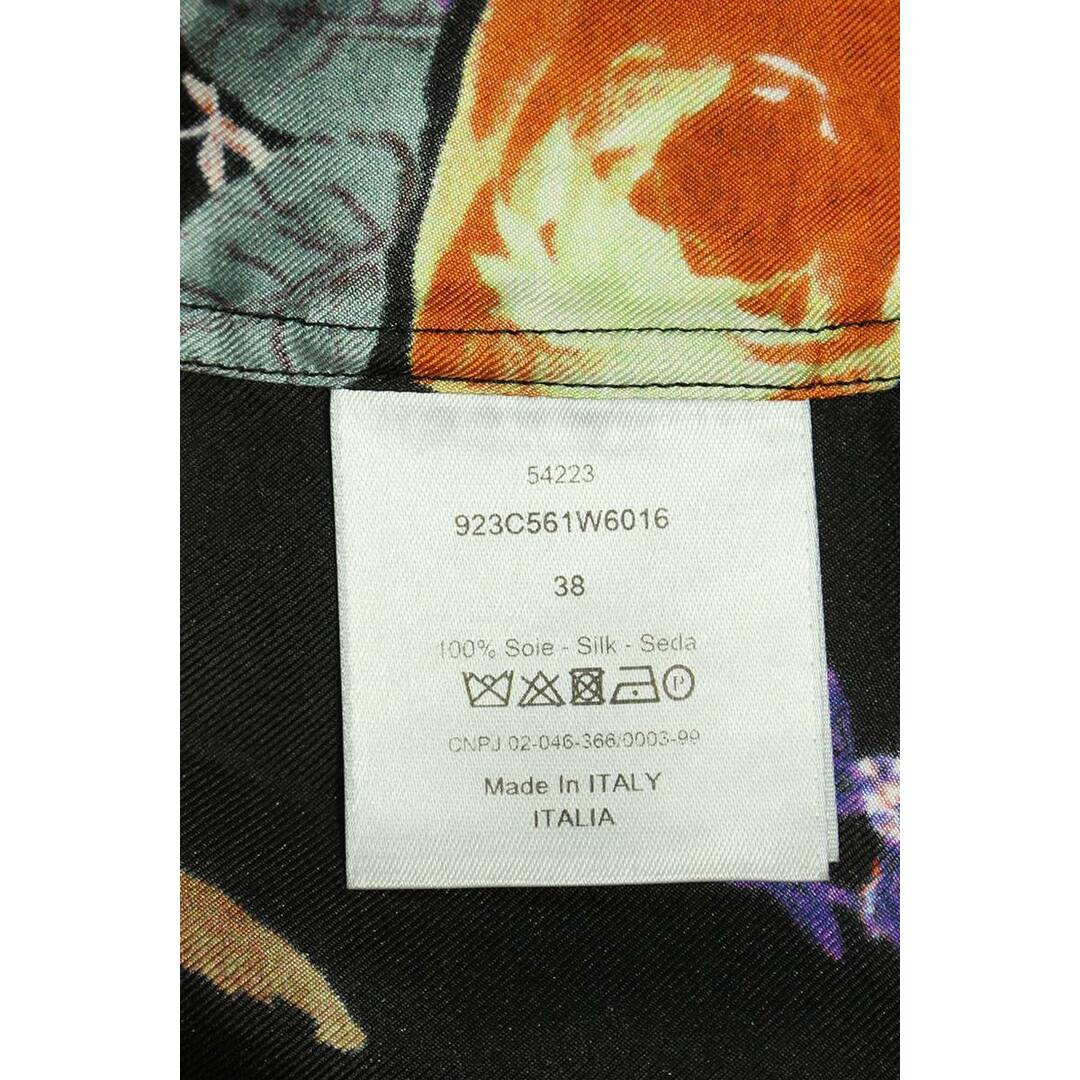 54223
923C561W6016
38
100% Soie - Silk - Seda
P
CNPJ 02-046-366/0003-99
Made In ITALY
ITALIA